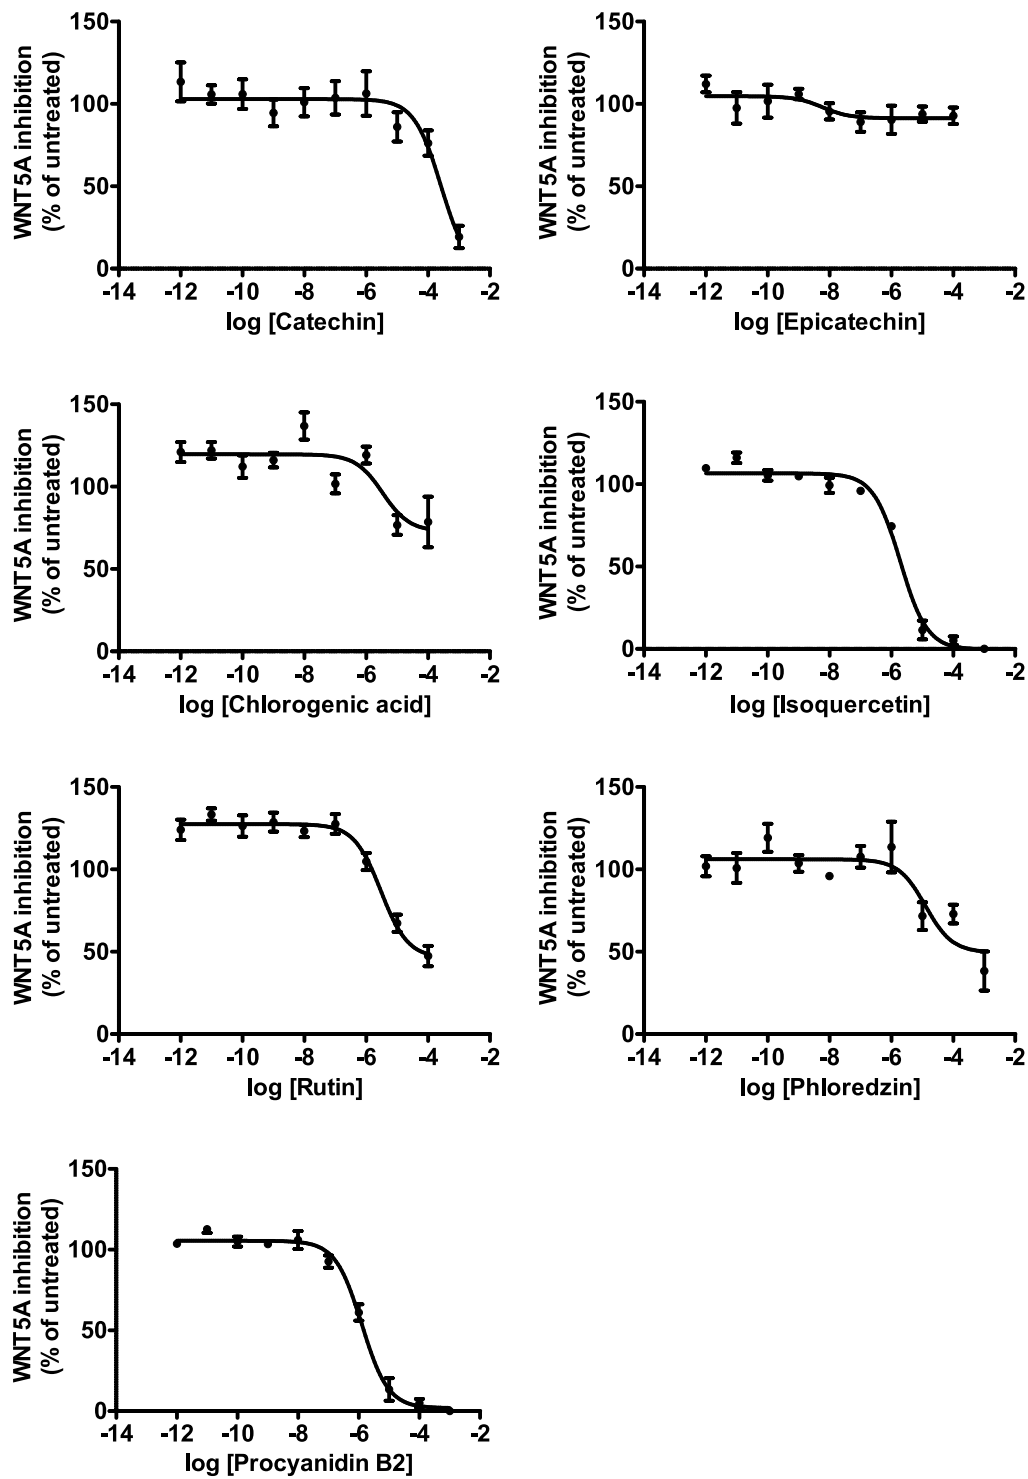 WNT5A inhibition
(% of untreated)
150
100
50
0
-14 -12 -10 -8 -6 -4 -2
log [Catechin]
WNT5A inhibition
(% of untreated)
150
100
50
0
-14 -12 -10 -8 -6 -4 -2
log [Epicatechin]
WNT5A inhibition
(% of untreated)
150
100
50
0
-14 -12 -10 -8 -6 -4 -2
log [Chlorogenic acid]
WNT5A inhibition
(% of untreated)
150
100
50
0
-14 -12 -10 -8 -6 -4 -2
log [Isoquercetin]
WNT5A inhibition
(% of untreated)
150
100
50
0
-14 -12 -10 -8 -6 -4 -2
log [Rutin]
WNT5A inhibition
(% of untreated)
150
100
50
0
-14 -12 -10 -8 -6 -4 -2
log [Phloredzin]
WNT5A inhibition
(% of untreated)
150
100
50
0
-14 -12 -10 -8 -6 -4 -2
log [Procyanidin B2]